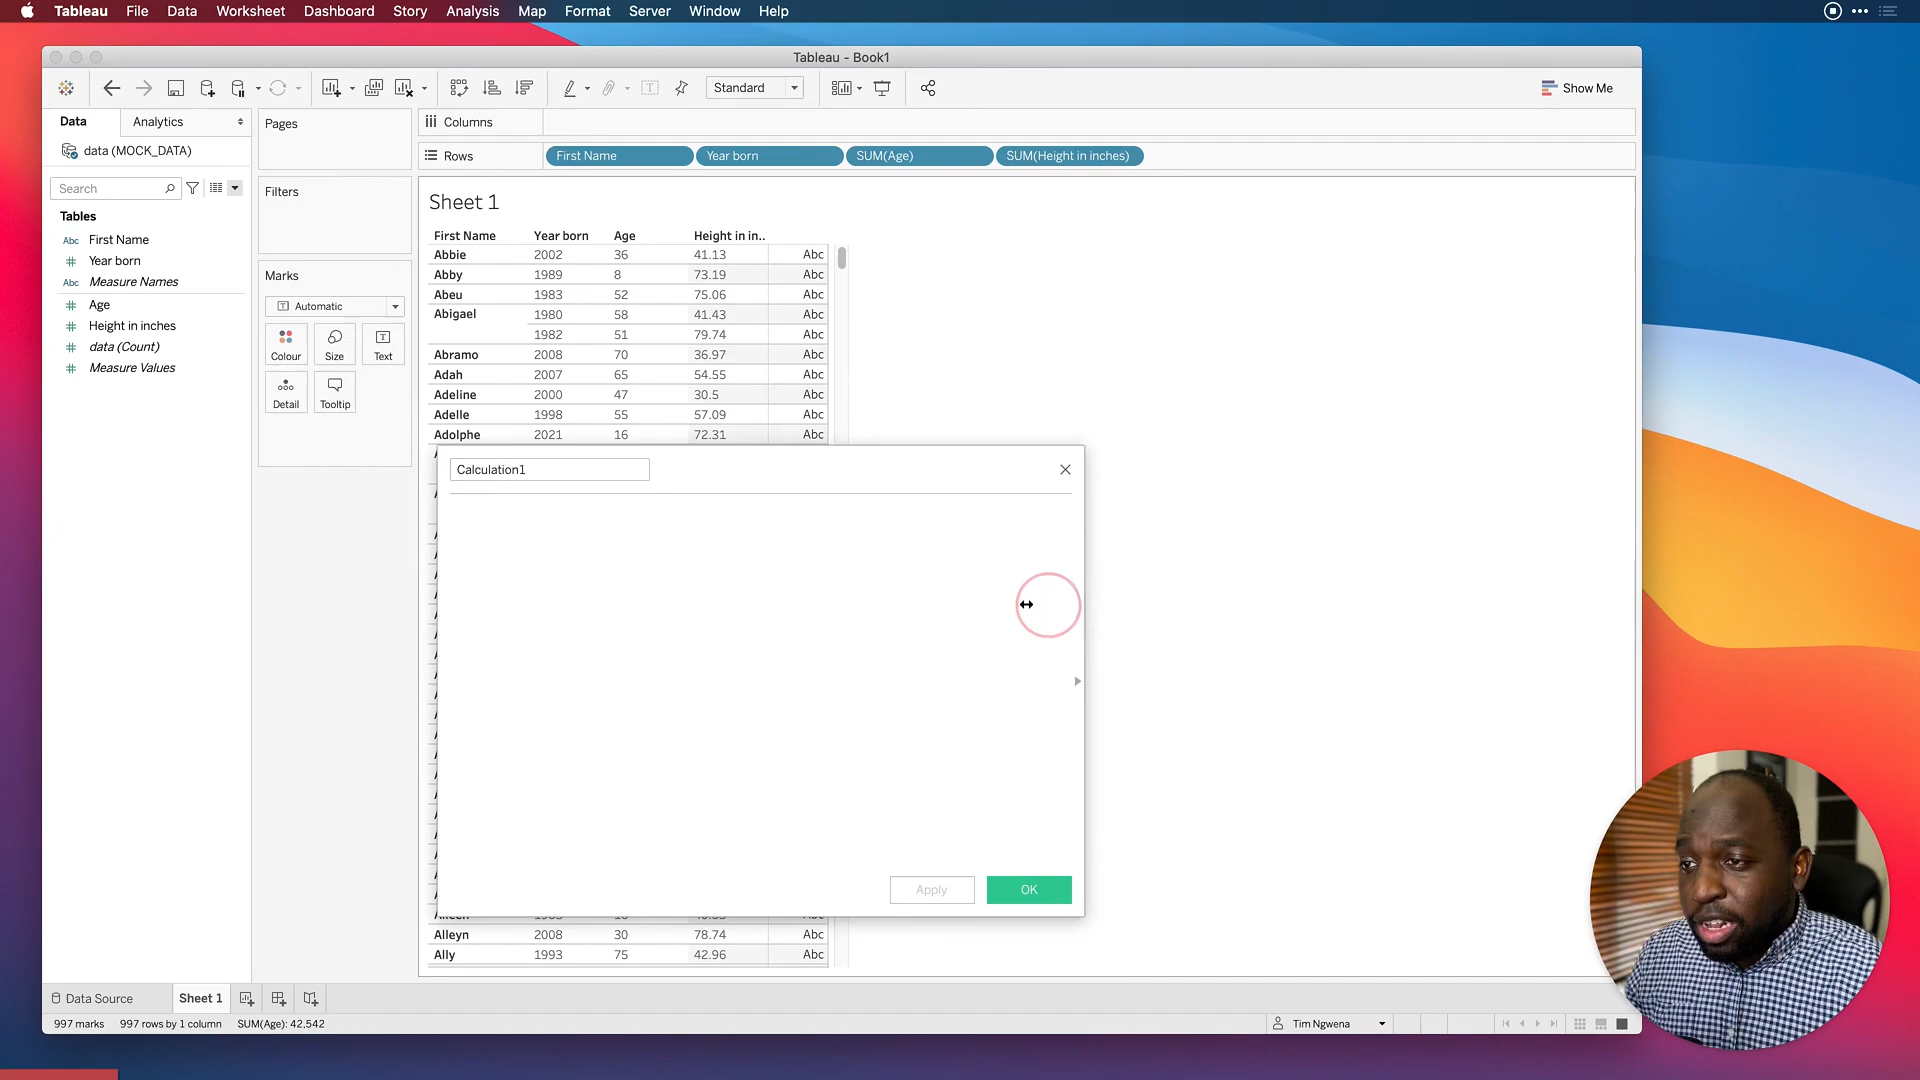 Tableau File Data Worksheet Dashboard Story Analysis Map Format Server Window Help
Tableau - Book1
Standard
Show Me
Data Analytics
data (MOCK_DATA)
Search
Tables
Abc First Name
# Year born
Abc Measure Names
# Age
# Height in inches
# data (Count)
# Measure Values
Pages
Filters
Marks
Automatic
Colour Size Text
Detail Tooltip
Columns
Rows First Name Year born SUM(Age) SUM(Height in inches)
Sheet 1
First Name Year born Age Height in in..
Abbie 2002 36 41.13 Abc
Abby 1989 8 73.19 Abc
Abeu 1983 52 75.06 Abc
Abigael 1980 58 41.43 Abc
1982 51 79.74 Abc
Abramo 2008 70 36.97 Abc
Adah 2007 65 54.55 Abc
Adeline 2000 47 30.5 Abc
Adelle 1998 55 57.09 Abc
Adolphe 2021 16 72.31 Abc
Calculation1
Apply OK
Alleyn 2008 30 78.74 Abc
Ally 1993 75 42.96 Abc
Data Source Sheet 1
997 marks 997 rows by 1 column SUM(Age): 42,542
Tim Ngwena